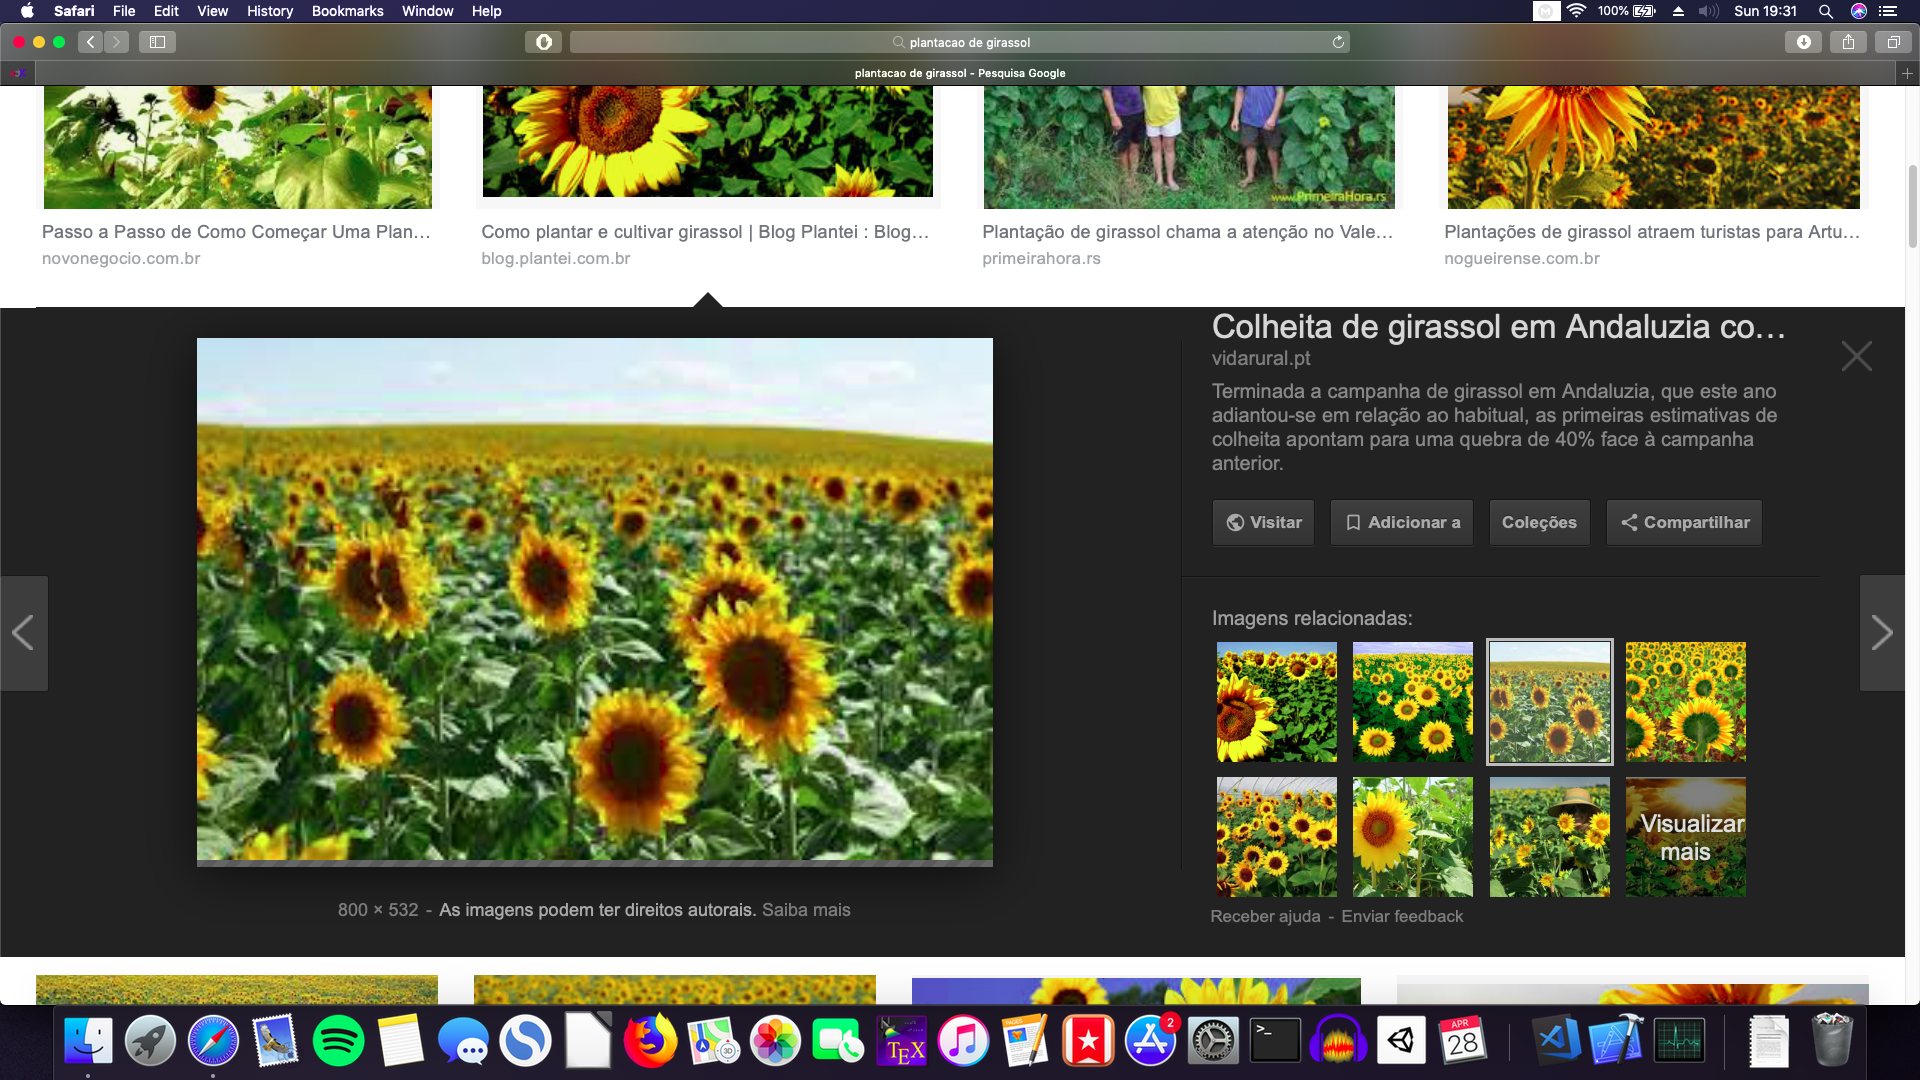 Safari File Edit View History Bookmarks Window Help
100% Sun 19:31
plantacao de girassol
plantacao de girassol - Pesquisa Google
www.PrimeiraHora.rs
Passo a Passo de Como Começar Uma Plan...
novonegocio.com.br
Como plantar e cultivar girassol | Blog Plantei : Blog...
blog.plantei.com.br
Plantação de girassol chama a atenção no Vale...
primeirahora.rs
Plantações de girassol atraem turistas para Artu...
nogueirense.com.br
Colheita de girassol em Andaluzia co...
vidarural.pt
Terminada a campanha de girassol em Andaluzia, que este ano
adiantou-se em relação ao habitual, as primeiras estimativas de
colheita apontam para uma quebra de 40% face à campanha
anterior.
Visitar
Adicionar a
Coleções
Compartilhar
Imagens relacionadas:
Visualizar
mais
800 × 532 - As imagens podem ter direitos autorais. Saiba mais
Receber ajuda - Enviar feedback
3D
TEX
2
>_
APR
28